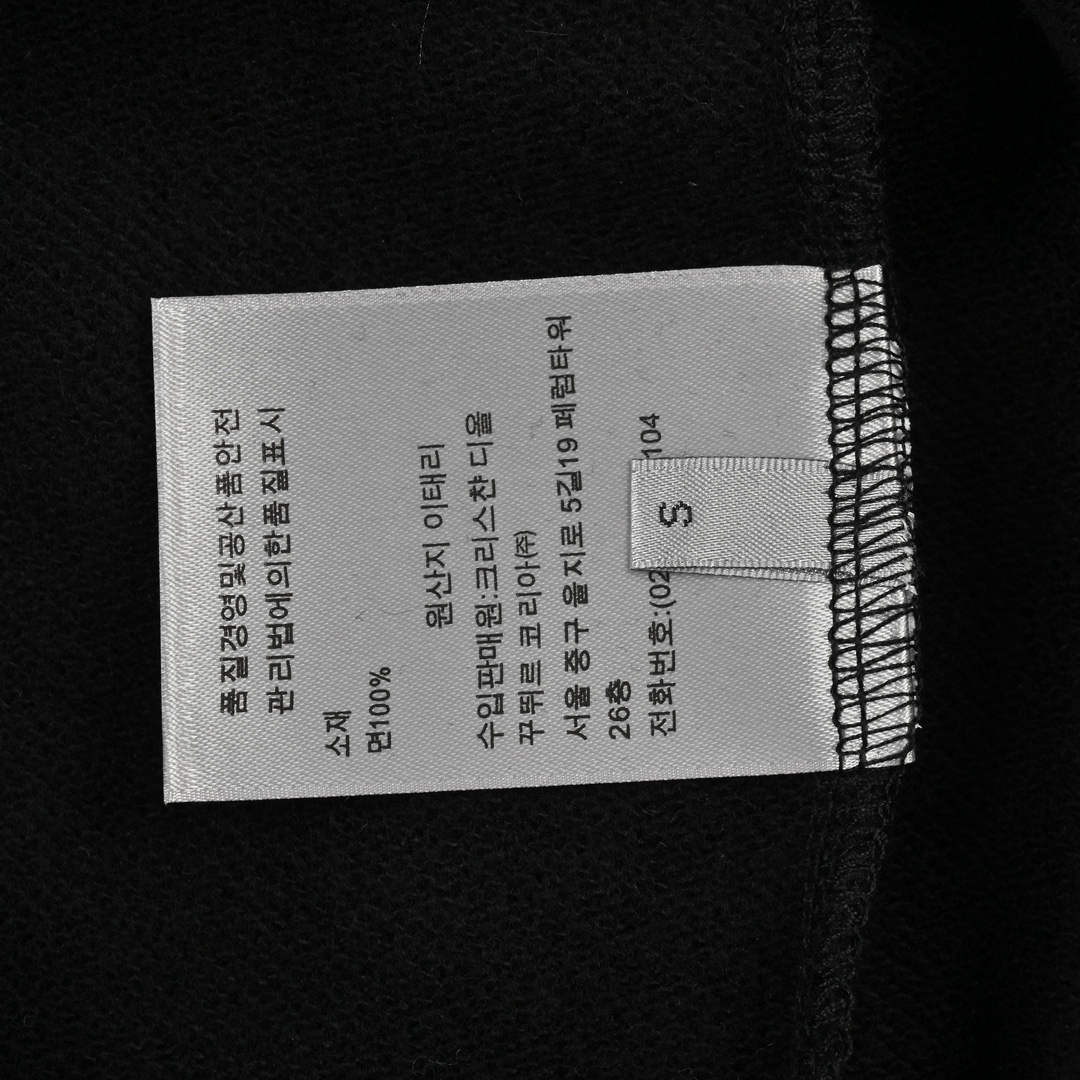 품질경영및공산품안전
관리법에의한품질표시
소재
면100%
원산지 이태리
수입판매원:크리스챤 디올
꾸뛰르 코리아(주)
서울 중구 을지로 5길19 페럼타워
26층
전화번호:(02 104
S